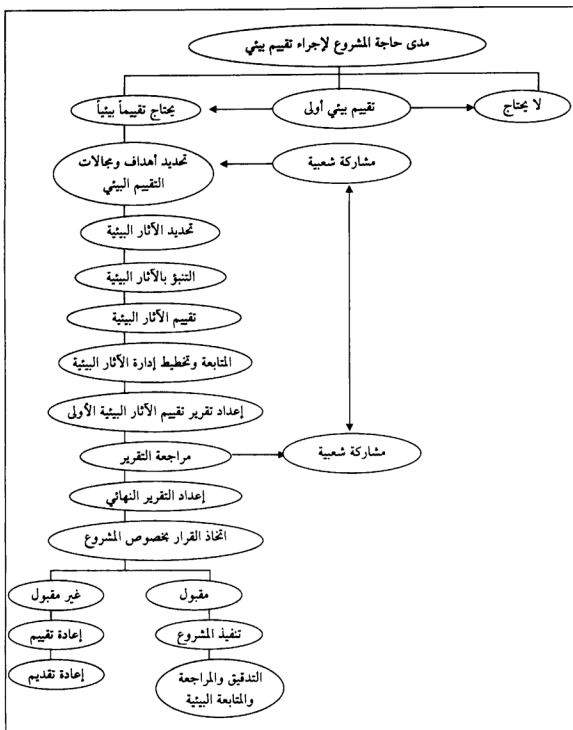 مدى حاجة المشروع لإجراء تقييم بيئي
لا يحتاج
تقييم بيئي أولى
يحتاج تقييماً بيئياً
مشاركة شعبية
تحديد أهداف ومجالات
التقييم البيئي
تحديد الآثار البيئية
التنبؤ بالآثار البيئية
تقييم الآثار البيئية
المتابعة وتخطيط إدارة الآثار البيئية
إعداد تقرير تقييم الآثار البيئية الأولى
مراجعة التقرير
مشاركة شعبية
إعداد التقرير النهائي
اتخاذ القرار بخصوص المشروع
مقبول
غير مقبول
تنفيذ المشروع
إعادة تقييم
التدقيق والمراجعة
والمتابعة البيئية
إعادة تقديم